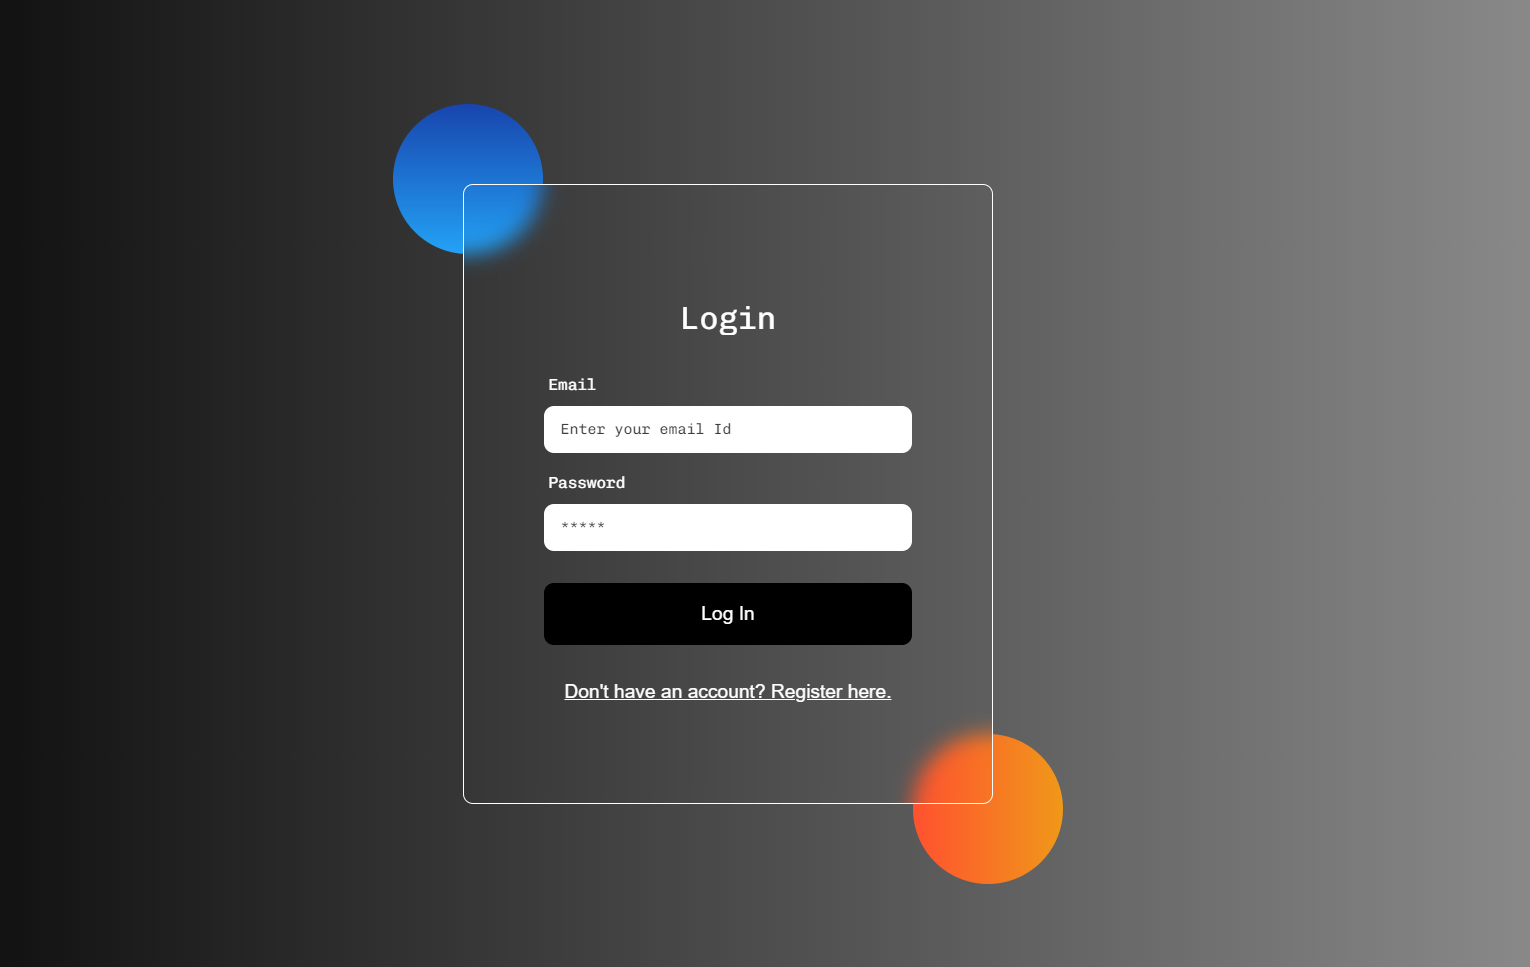 Login
Email
Enter your email Id
Password
*****
Log In
Don't have an account? Register here.